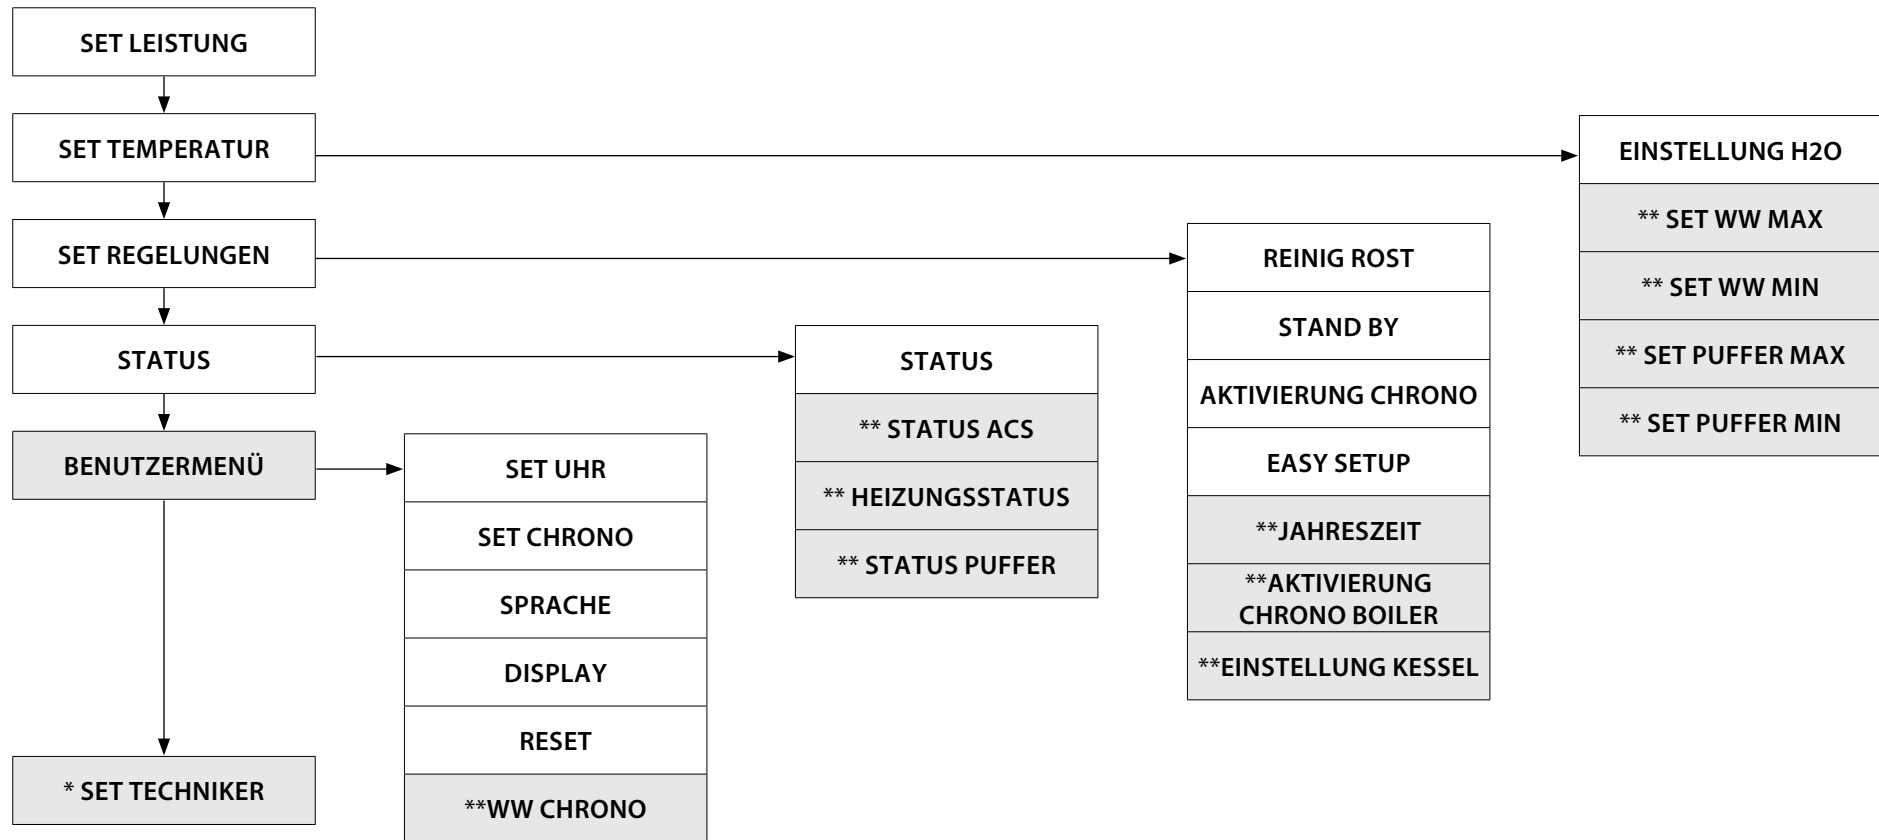 SET LEISTUNG
SET TEMPERATUR
SET REGELUNGEN
STATUS
BENUTZERMENÜ
* SET TECHNIKER
SET UHR
SET CHRONO
SPRACHE
DISPLAY
RESET
**WW CHRONO
STATUS
** STATUS ACS
** HEIZUNGSSTATUS
** STATUS PUFFER
REINIG ROST
STAND BY
AKTIVIERUNG CHRONO
EASY SETUP
**JAHRESZEIT
**AKTIVIERUNG
CHRONO BOILER
**EINSTELLUNG KESSEL
EINSTELLUNG H2O
** SET WW MAX
** SET WW MIN
** SET PUFFER MAX
** SET PUFFER MIN